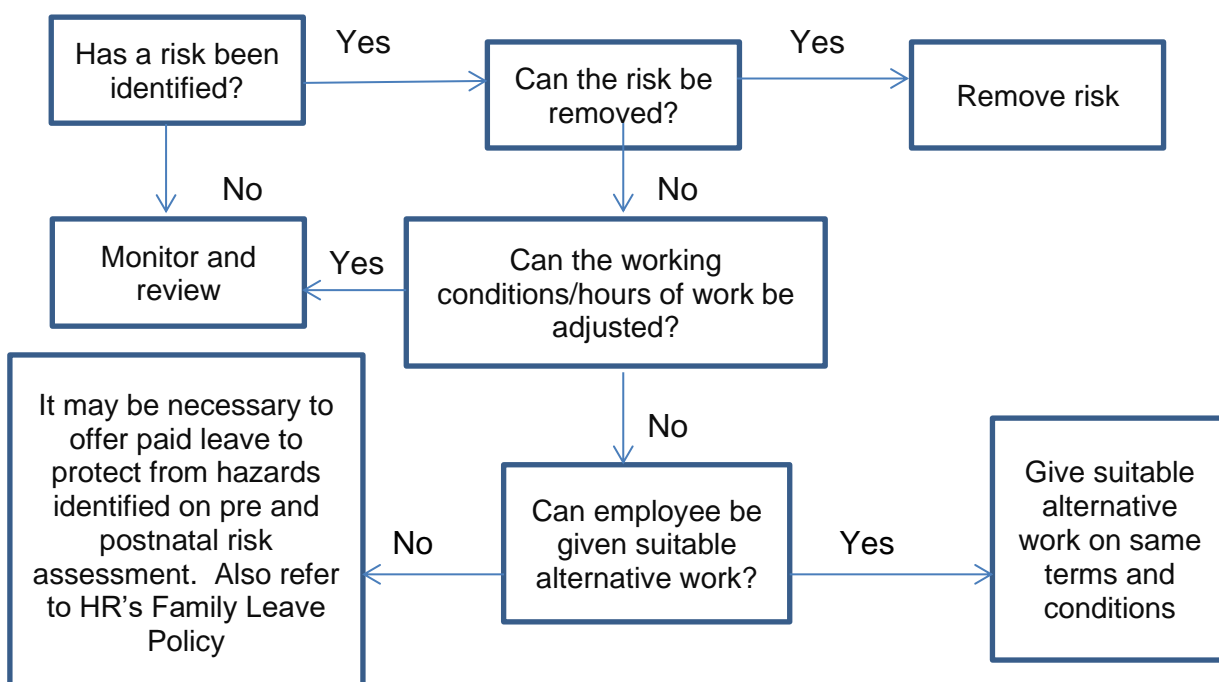 Has a risk been
identified?
Yes
Can the risk be
removed?
Yes
Remove risk
No
No
Monitor and
review
Yes
Can the working
conditions/hours of work be
adjusted?
It may be necessary to
offer paid leave to
protect from hazards
identified on pre and
postnatal risk
assessment.  Also refer
to HR’s Family Leave
Policy
No
Can employee be
given suitable
alternative work?
No
Yes
Give suitable
alternative
work on same
terms and
conditions